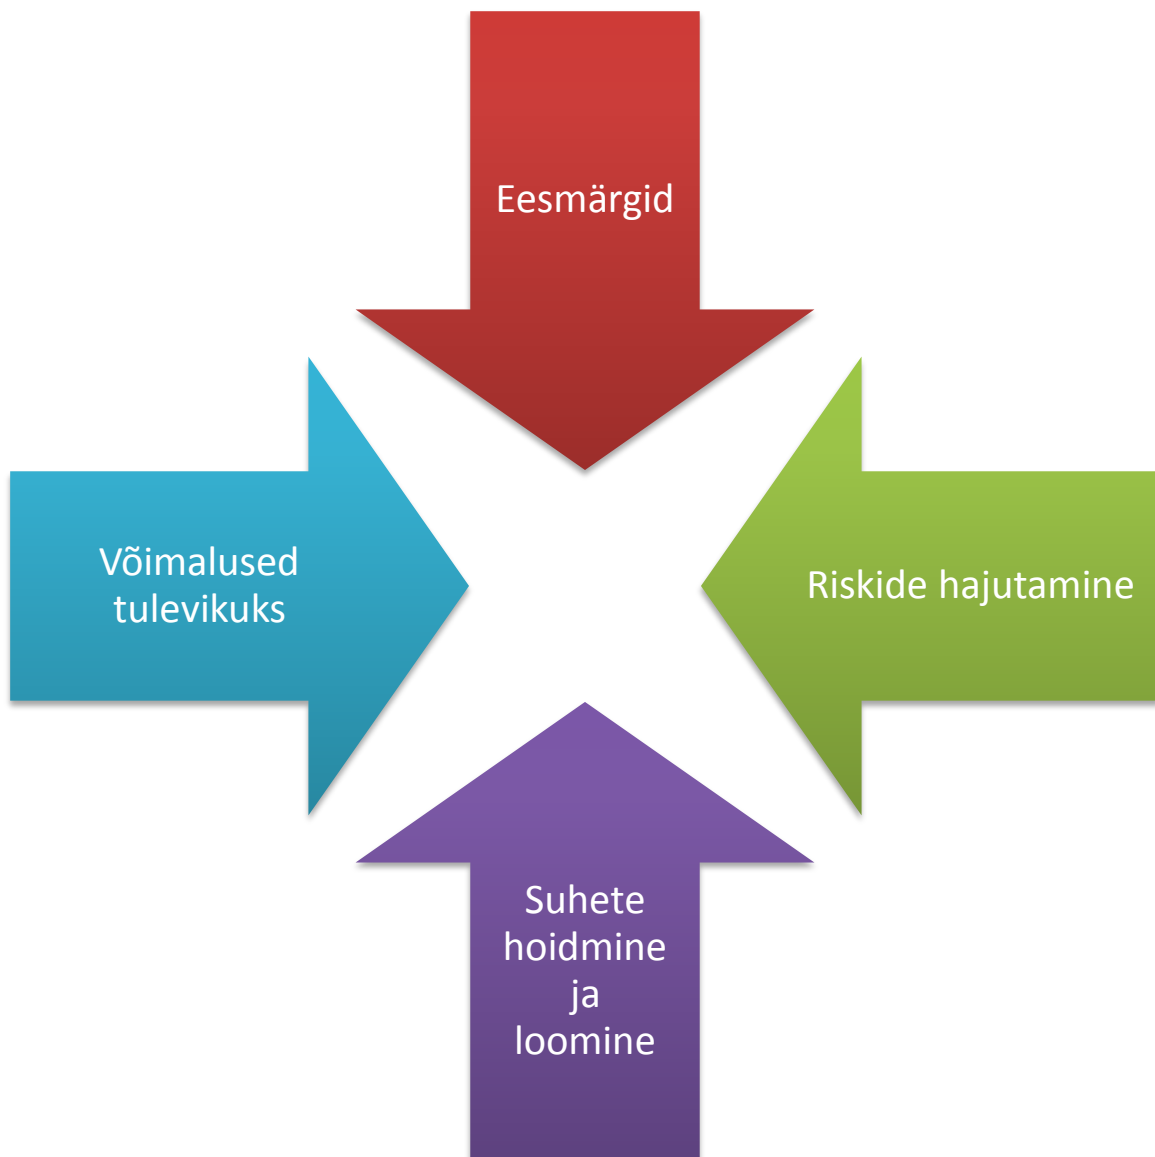 Eesmärgid
Võimalused
tulevikuks
Riskide hajutamine
Suhete
hoidmine
ja
loomine